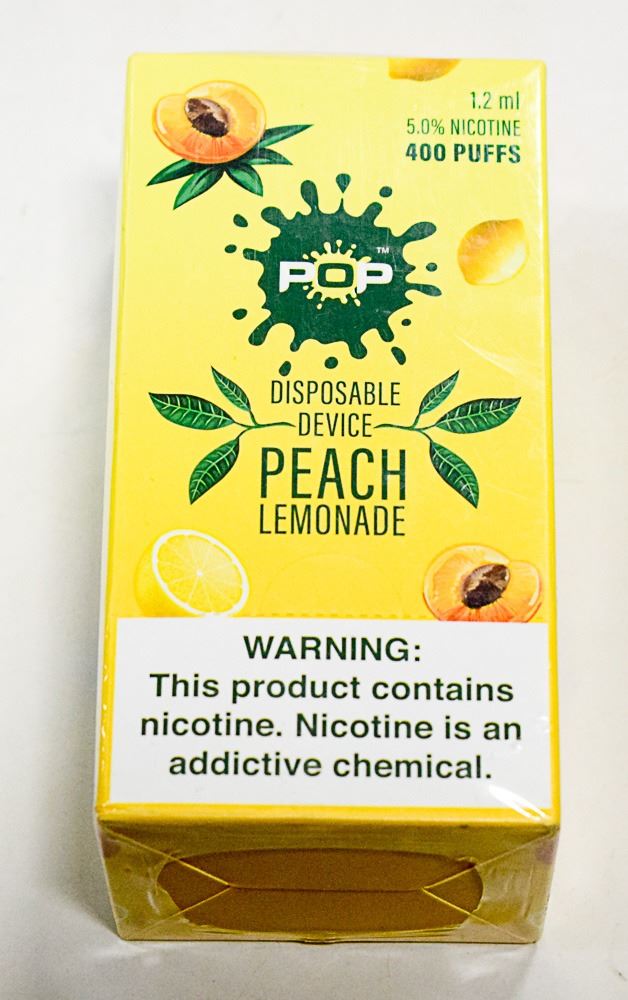 1.2 ml
5.0% NICOTINE
400 PUFFS
POP™
DISPOSABLE
DEVICE
PEACH
LEMONADE
WARNING:
This product contains
nicotine. Nicotine is an
addictive chemical.